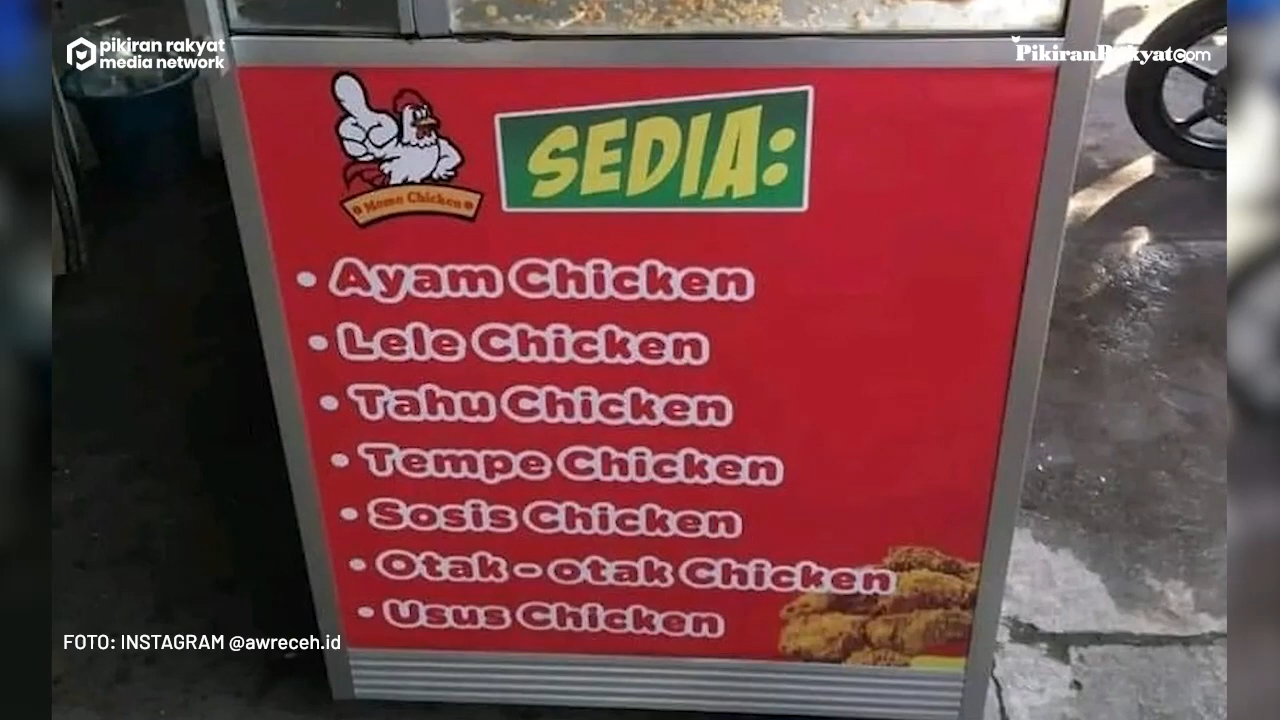 pikiran rakyat
media network
PikiranRakyat.com
SEDIA:
Momo Chicken
• Ayam Chicken
• Lele Chicken
• Tahu Chicken
• Tempe Chicken
• Sosis Chicken
• Otak - otak Chicken
• Usus Chicken
FOTO: INSTAGRAM @awreceh.id